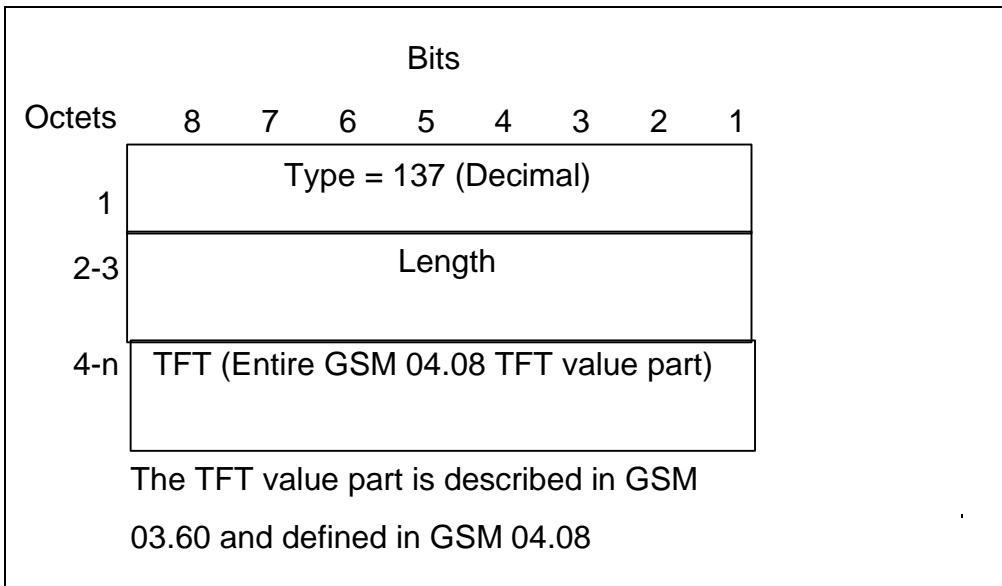 Bits
Octets 8 7 6 5 4 3 2 1
1 Type = 137 (Decimal)
2-3 Length
4-n TFT (Entire GSM 04.08 TFT value part)
The TFT value part is described in GSM
03.60 and defined in GSM 04.08